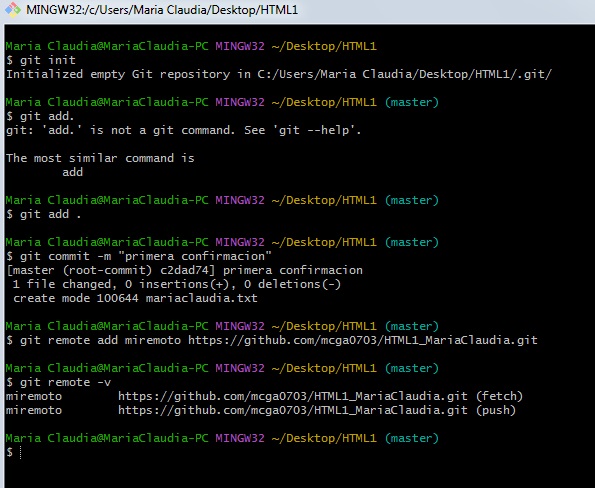 MINGW32:/c/Users/Maria Claudia/Desktop/HTML1
Maria Claudia@MariaClaudia-PC MINGW32 ~/Desktop/HTML1
$ git init
Initialized empty Git repository in C:/Users/Maria Claudia/Desktop/HTML1/.git/
Maria Claudia@MariaClaudia-PC MINGW32 ~/Desktop/HTML1 (master)
$ git add.
git: 'add.' is not a git command. See 'git --help'.
The most similar command is
add
Maria Claudia@MariaClaudia-PC MINGW32 ~/Desktop/HTML1 (master)
$ git add .
Maria Claudia@MariaClaudia-PC MINGW32 ~/Desktop/HTML1 (master)
$ git commit -m "primera confirmacion"
[master (root-commit) c2dad74] primera confirmacion
1 file changed, 0 insertions(+), 0 deletions(-)
create mode 100644 mariaclaudia.txt
Maria Claudia@MariaClaudia-PC MINGW32 ~/Desktop/HTML1 (master)
$ git remote add miremoto https://github.com/mcga0703/HTML1_MariaClaudia.git
Maria Claudia@MariaClaudia-PC MINGW32 ~/Desktop/HTML1 (master)
$ git remote -v
miremoto https://github.com/mcga0703/HTML1_MariaClaudia.git (fetch)
miremoto https://github.com/mcga0703/HTML1_MariaClaudia.git (push)
Maria Claudia@MariaClaudia-PC MINGW32 ~/Desktop/HTML1 (master)
$